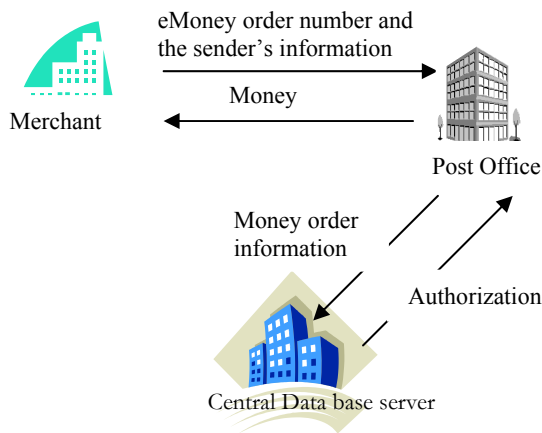 eMoney order number and
the sender’s information
Money
Merchant
Post Office
Money order
information
Authorization
Central Data base server